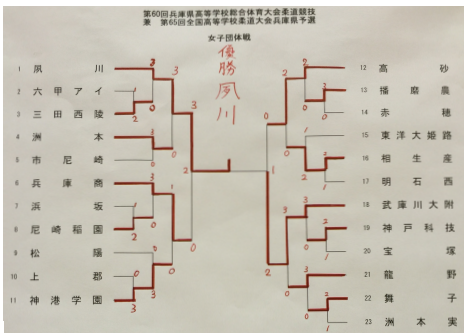 第60回兵庫県高等学校総合体育大会柔道競技
兼 第65回全国高等学校柔道大会兵庫県予選
女子団体戦
優勝 夙川
1 夙川
2 六甲アイ
3 三田西陵
4 洲本
5 市尼崎
6 兵庫商
7 浜坂
8 尼崎稲園
9 松陽
10 上郡
11 神港学園
12 高砂
13 播磨農
14 赤穂
15 東洋大姫路
16 相生産
17 明石西
18 武庫川大附
19 神戸科技
20 宝塚
21 龍野
22 舞子
23 洲本実